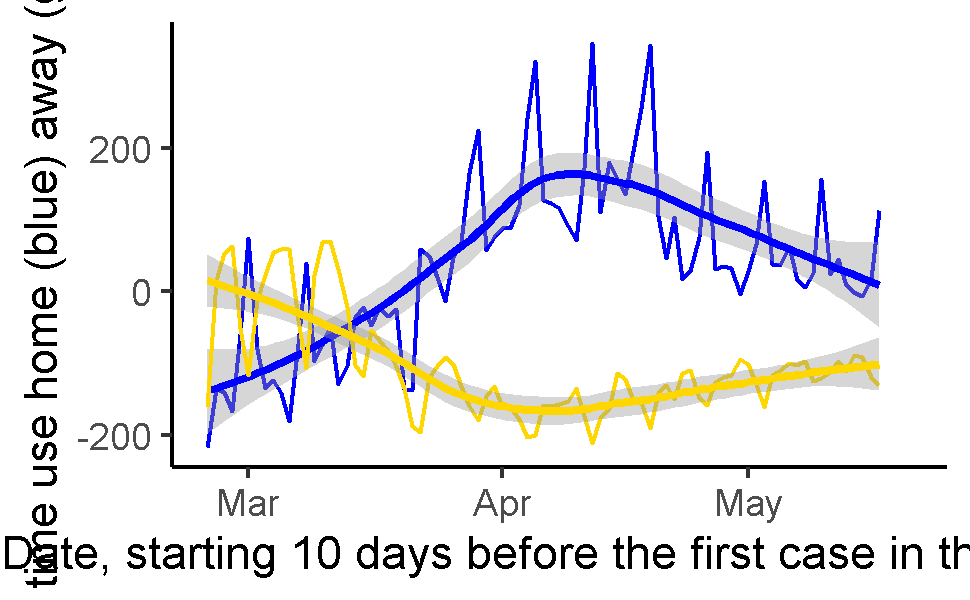 time use home (blue) away (
200
0
-200
Mar Apr May
Date, starting 10 days before the first case in th